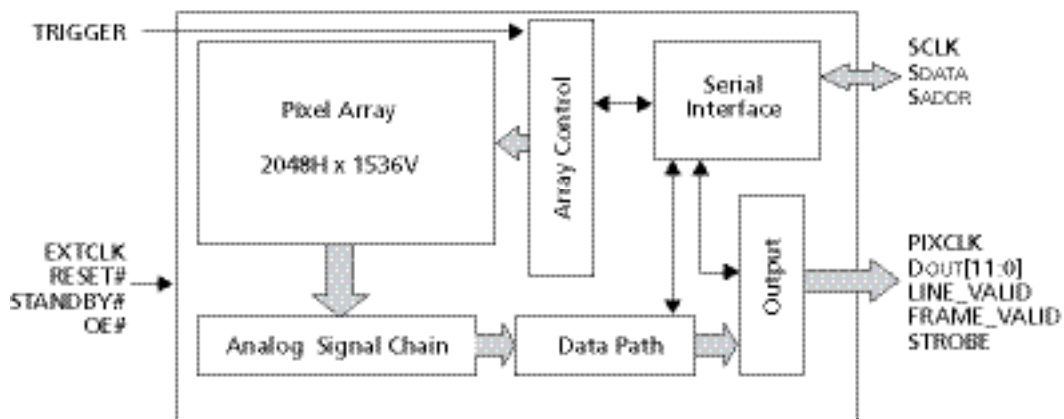 TRIGGER
Pixel Array
2048H x 1536V
Array Control
Serial
Interface
SCLK
SDATA
SADDR
EXTCLK
RESET#
STANDBY#
OE#
Analog Signal Chain
Data Path
Output
PIXCLK
DOUT[11:0]
LINE_VALID
FRAME_VALID
STROBE